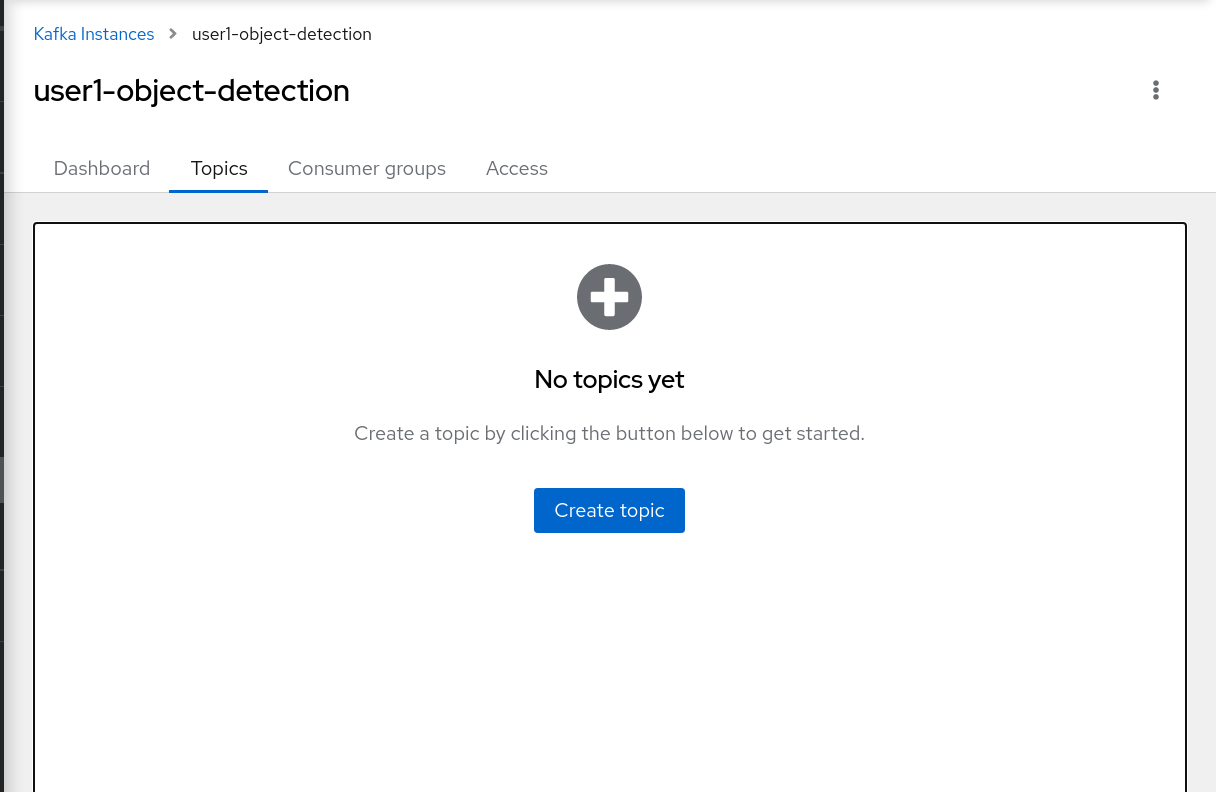 Kafka Instances > user1-object-detection
user1-object-detection
Dashboard Topics Consumer groups Access
No topics yet
Create a topic by clicking the button below to get started.
Create topic